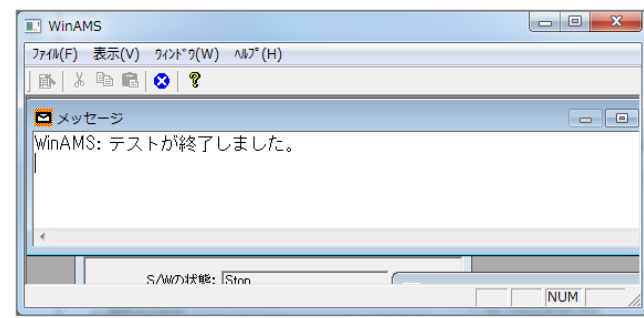 WinAMS
ﾌｧｲﾙ(F) 表示(V) ｳｨﾝﾄﾞｳ(W) ﾍﾙﾌﾟ(H)
メッセージ
WinAMS: テストが終了しました。
S/Wの状態: Stop
NUM